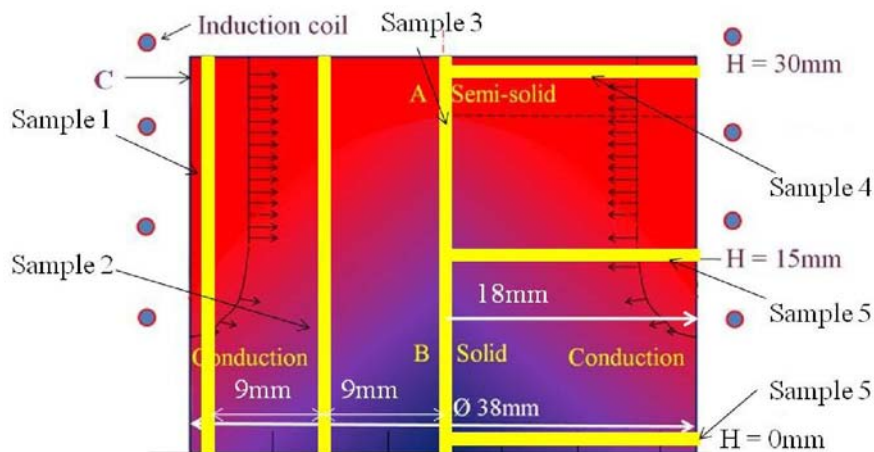 Induction coil
Sample 3
H = 30mm
C
A
Semi-solid
Sample 1
Sample 4
Sample 2
H = 15mm
18mm
Sample 5
B
Solid
Conduction
Conduction
9mm
9mm
Ø 38mm
Sample 5
H = 0mm